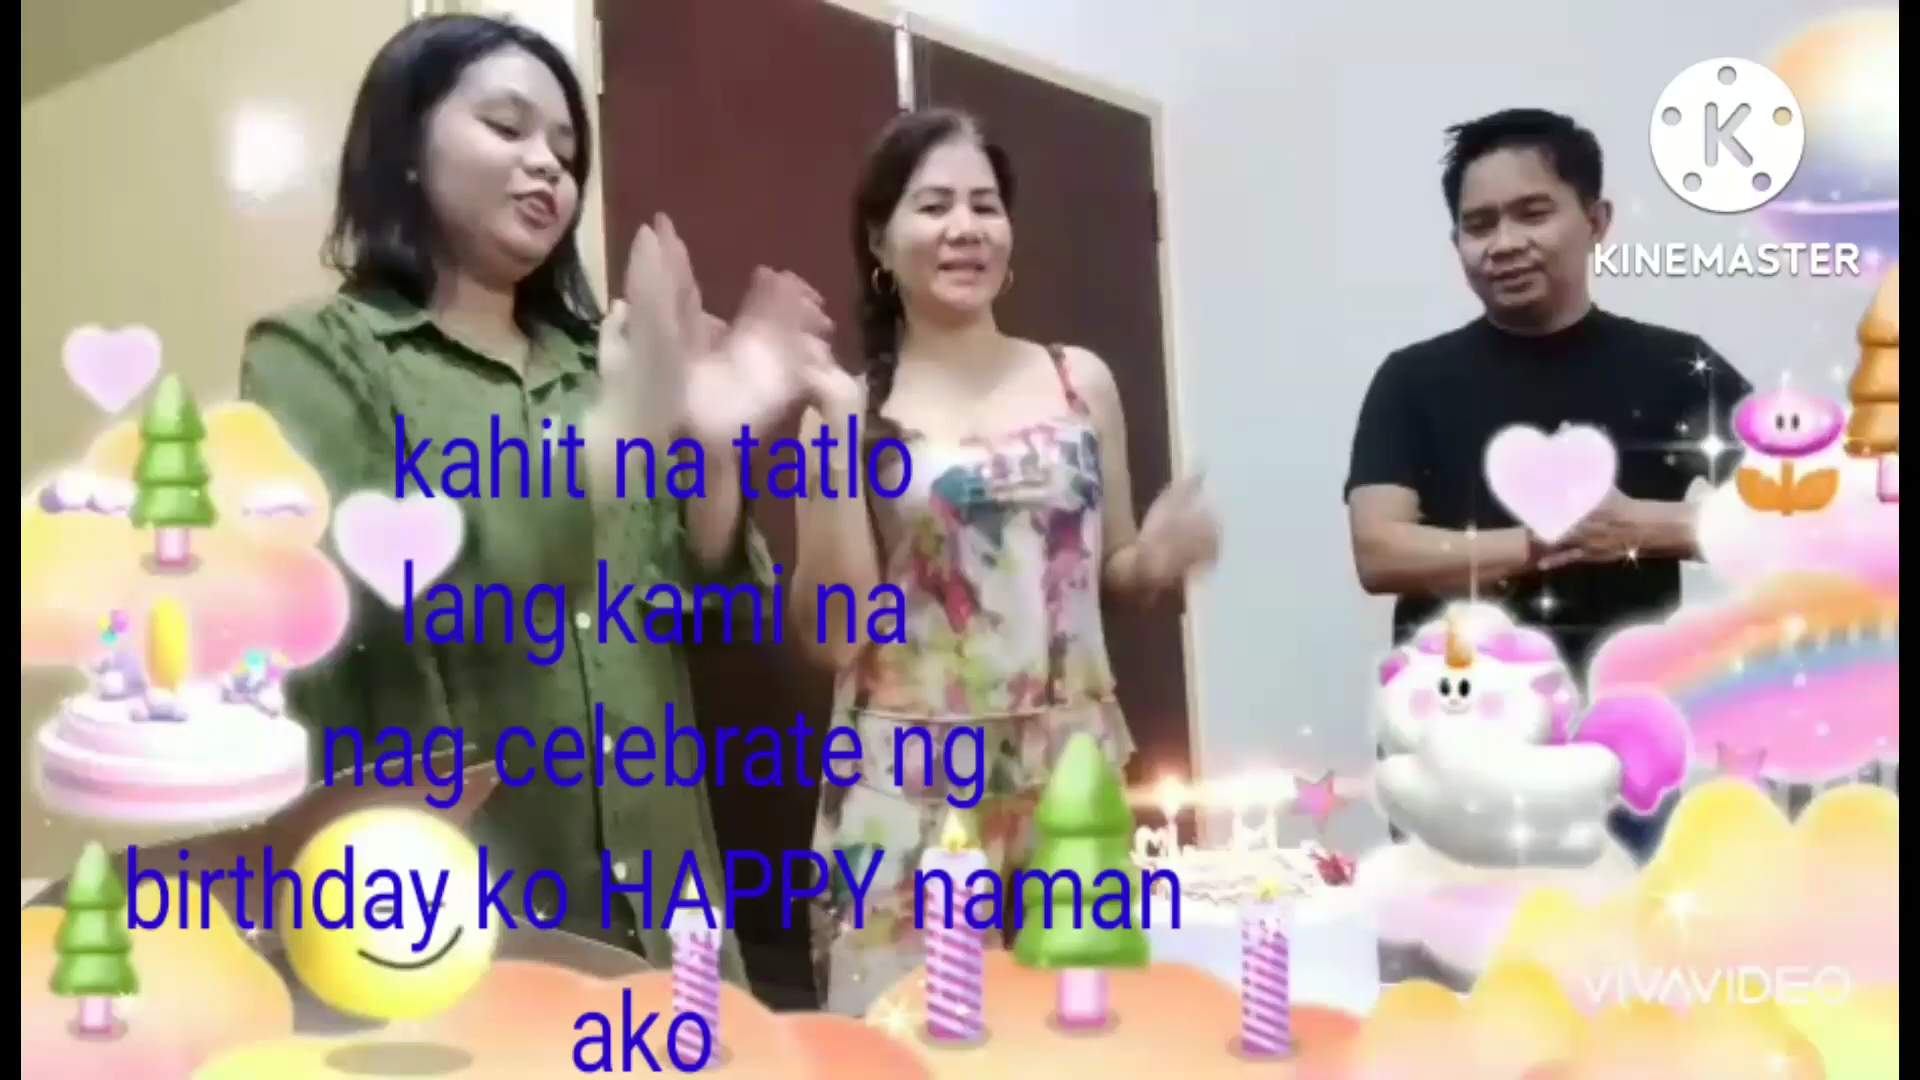 K
KINEMASTER
kahit na tatlo
lang kami na
nag celebrate ng
birthday ko HAPPY naman
ako
VIVAVIDEO